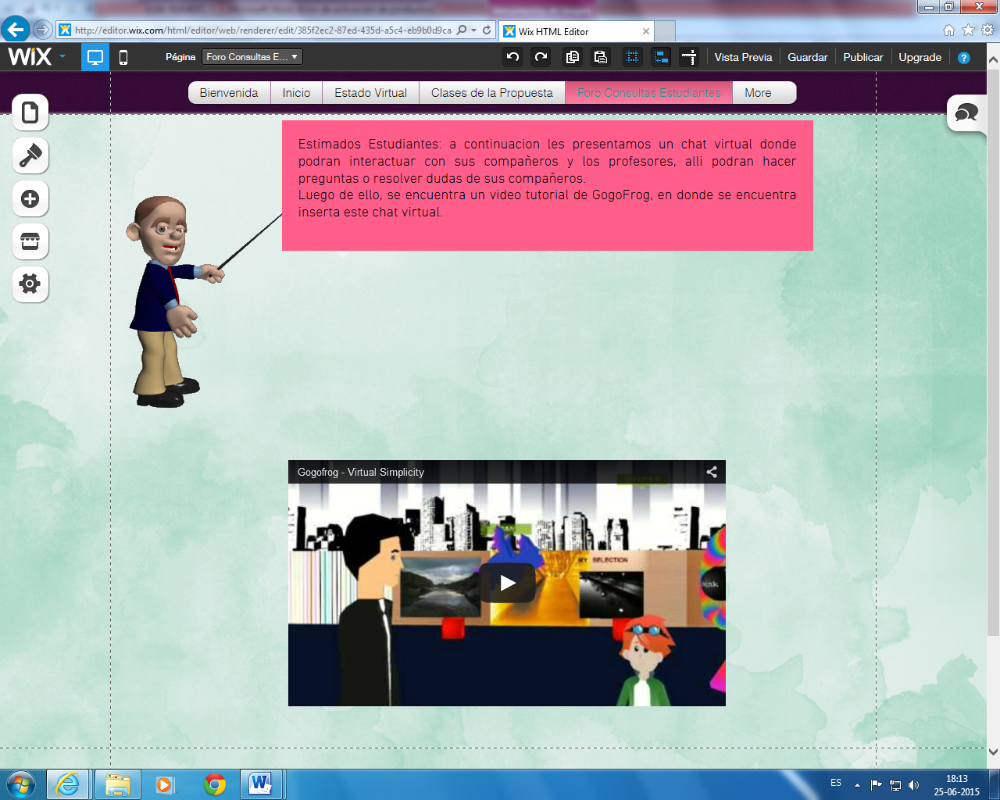 http://editor.wix.com/html/editor/web/renderer/edit/385f2ec2-87ed-435d-a5c4-eb9b0d9ca
Wix HTML Editor
WiX
Página
Foro Consultas E...
Vista Previa
Guardar
Publicar
Upgrade
?
Bienvenida
Inicio
Estado Virtual
Clases de la Propuesta
Foro Consultas Estudiantes
More
Estimados Estudiantes: a continuacion les presentamos un chat virtual donde
podran interactuar con sus compañeros y los profesores, alli podran hacer
preguntas o resolver dudas de sus compañeros.
Luego de ello, se encuentra un video tutorial de GogoFrog, en donde se encuentra
inserta este chat virtual.
Gogofrog - Virtual Simplicity
MY SELECTION
ES
18:13
25-06-2015